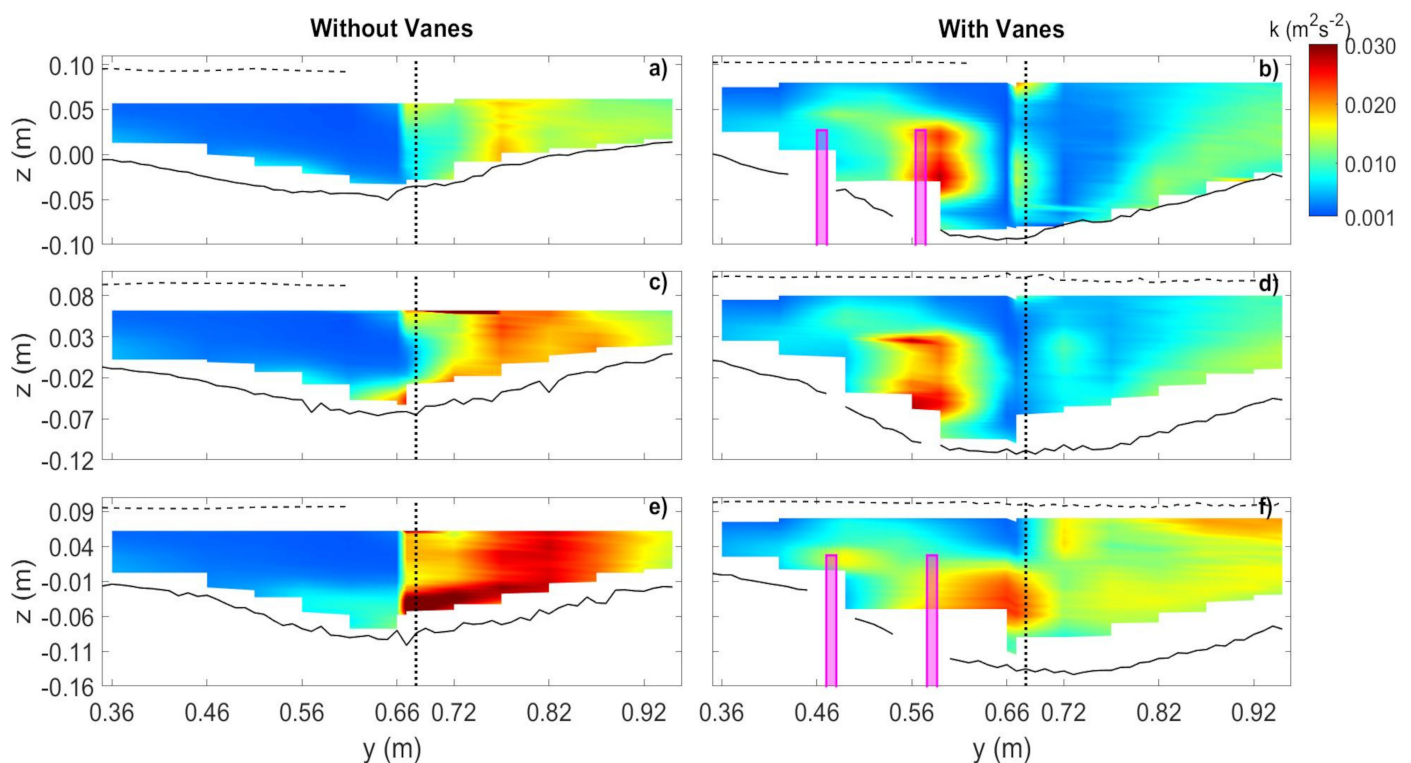 Without Vanes
With Vanes
k (m²s⁻²)
a)
0.10
0.05
0.00
-0.05
-0.10
z (m)
b)
0.030
0.020
0.010
0.001
c)
0.08
0.03
-0.02
-0.07
-0.12
z (m)
d)
e)
0.09
0.04
-0.01
-0.06
-0.11
-0.16
z (m)
f)
0.36 0.46 0.56 0.66 0.72 0.82 0.92
y (m)
0.36 0.46 0.56 0.66 0.72 0.82 0.92
y (m)